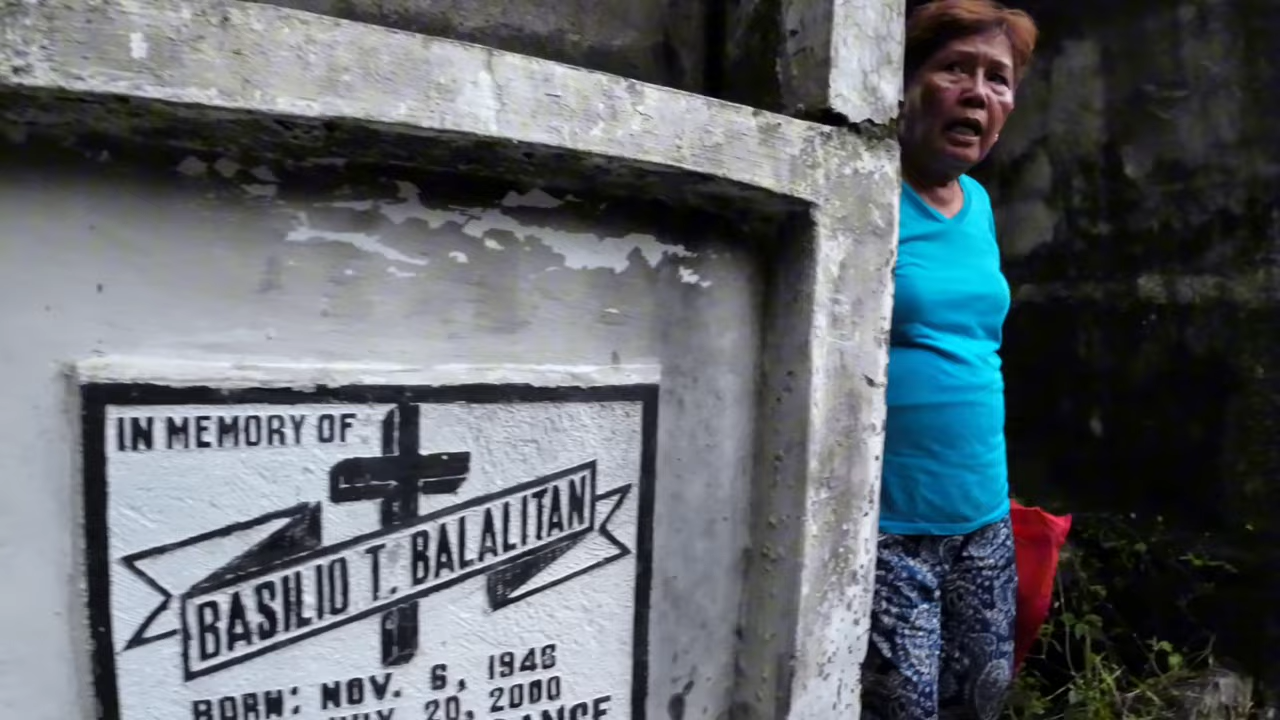 IN MEMORY OF
BASILIO T. BALALITAN
BORN: NOV. 6, 1948
20, 2000